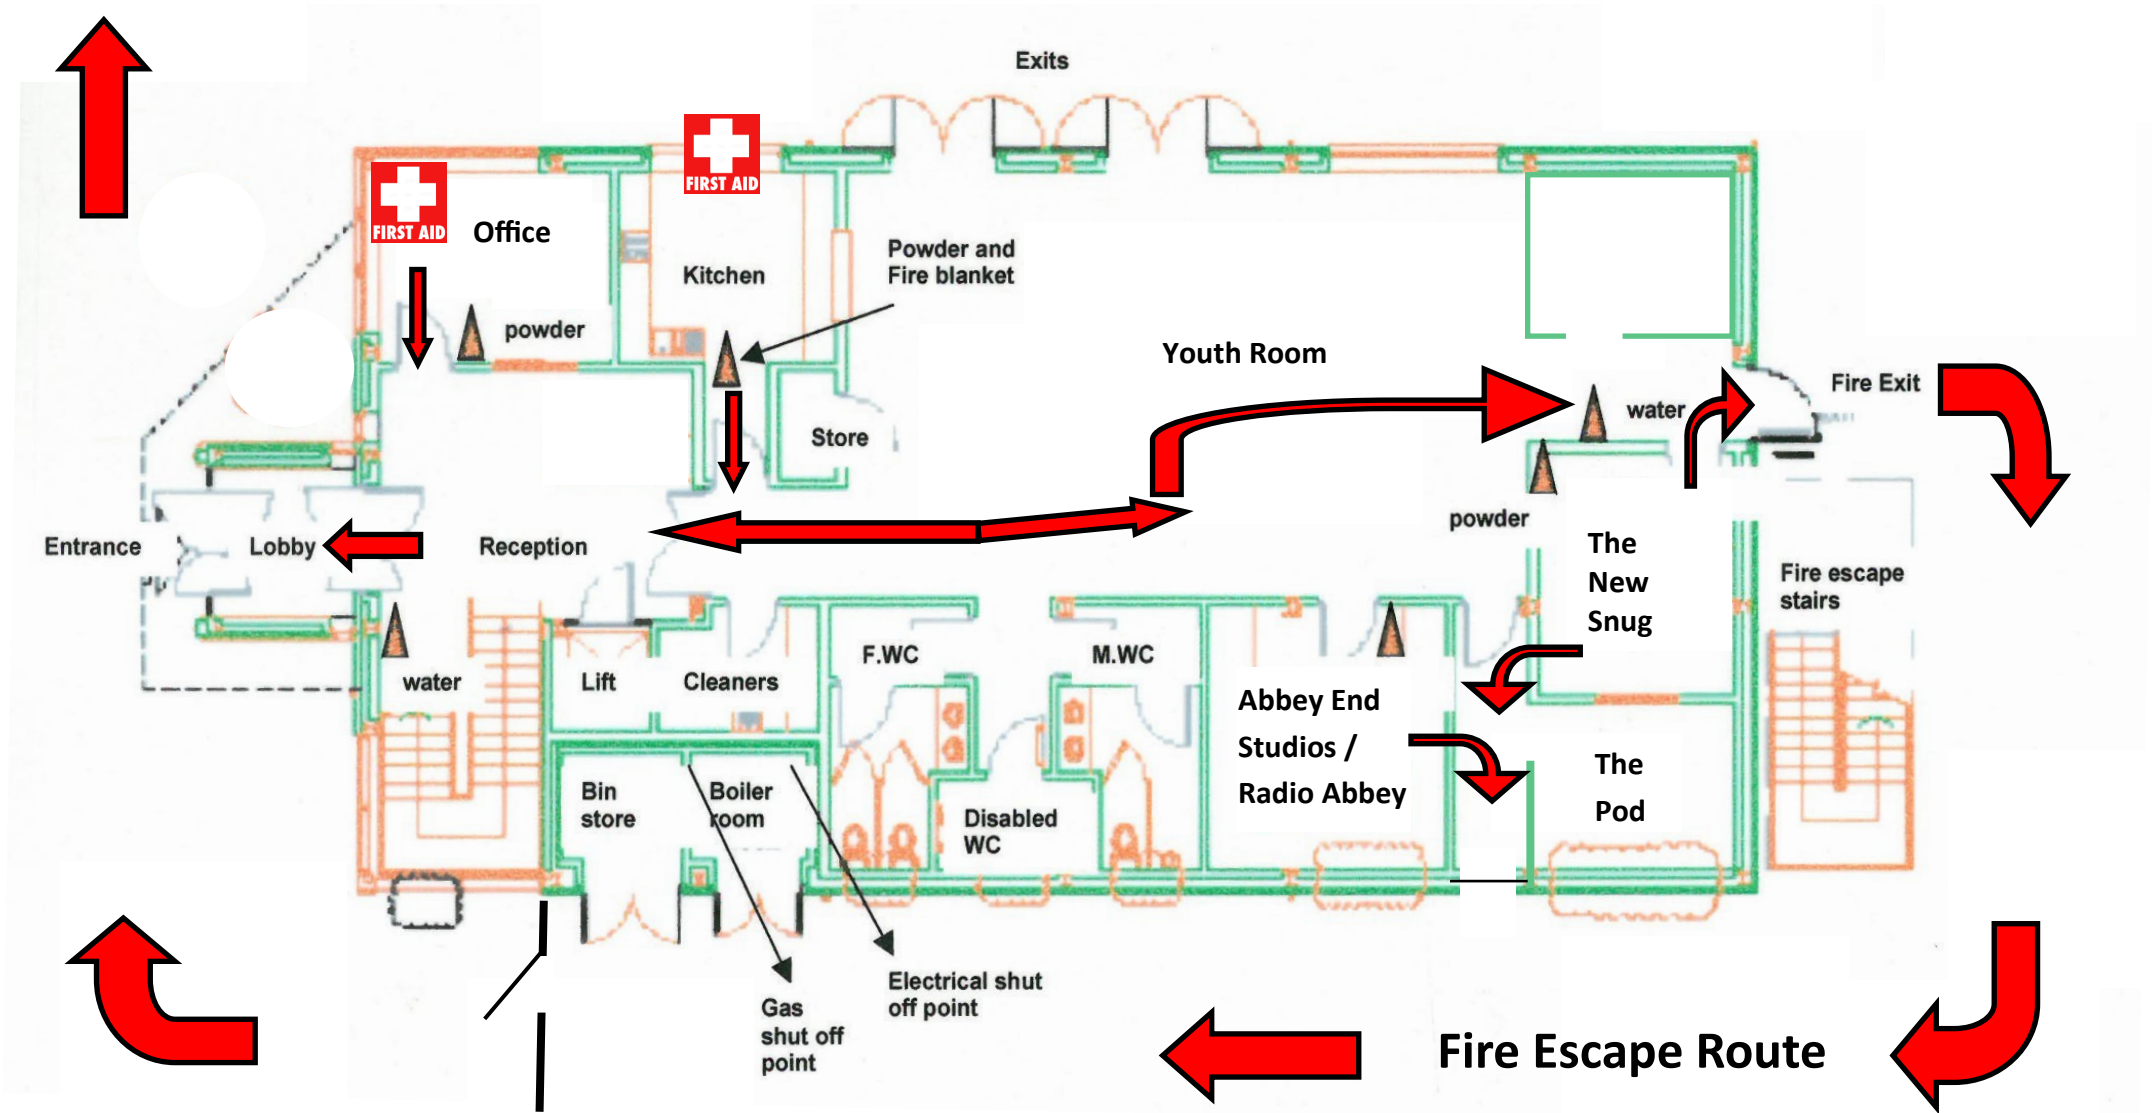 Exits
FIRST AID
FIRST AID
Office
Powder and
Fire blanket
Kitchen
powder
Youth Room
Fire Exit
water
Store
powder
Entrance
Lobby
Reception
The
New
Snug
Fire escape
stairs
F.WC
M.WC
water
Lift
Cleaners
Abbey End
Studios /
Radio Abbey
The
Pod
Bin
store
Boiler
room
Disabled
WC
Electrical shut
off point
Gas
shut off
point
Fire Escape Route